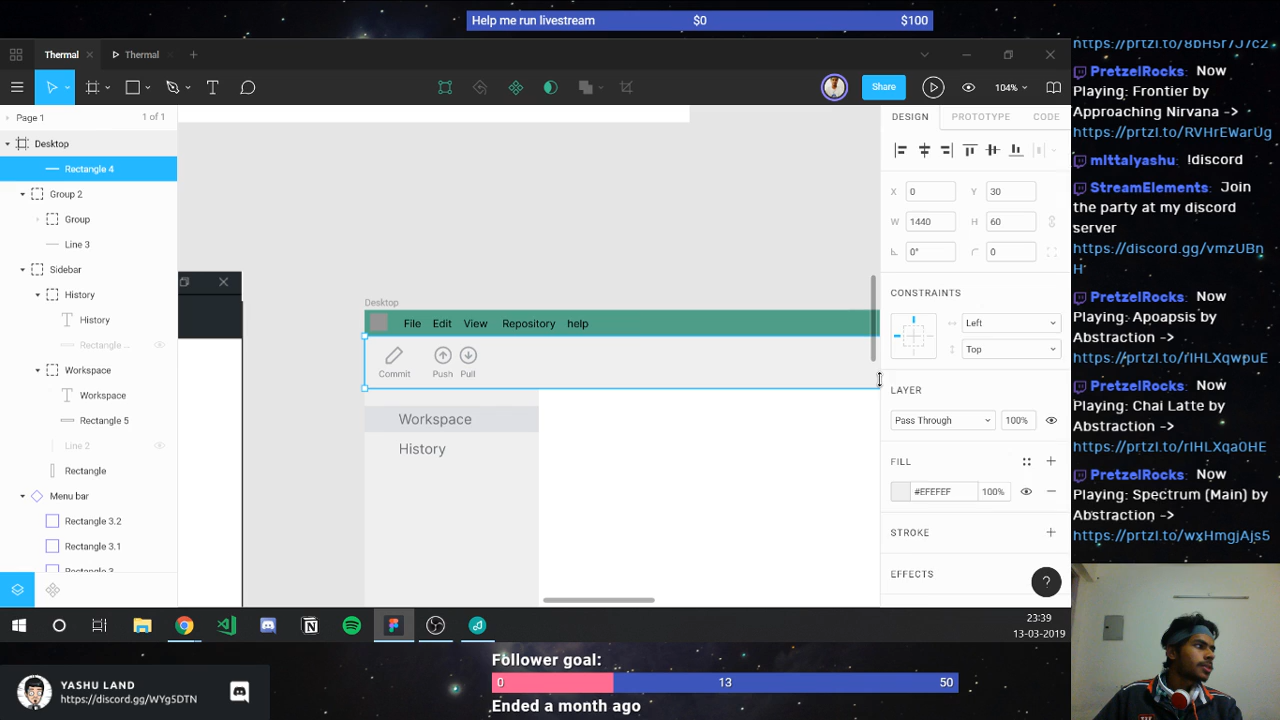 Help me run livestream $0 $100
Thermal
Thermal
104%
Share
Page 1
1 of 1
Desktop
Rectangle 4
Group 2
Group
Line 3
Sidebar
History
History
Rectangle ...
Workspace
Workspace
Rectangle 5
Line 2
Rectangle
Menu bar
Rectangle 3.2
Rectangle 3.1
Rectangle 3
Desktop
File Edit View Repository help
Commit Push Pull
Workspace
History
DESIGN PROTOTYPE CODE
X 0 Y 30
W 1440 H 60
0° 0
CONSTRAINTS
Left
Top
LAYER
Pass Through 100%
FILL
#EFEFEF 100%
STROKE
EFFECTS
?
23:39
13-03-2019
https://prtzl.to/8bH5r7J7c2
PretzelRocks: Now
Playing: Frontier by
Approaching Nirvana ->
https://prtzl.to/RVHrEWarUg
mittalyashu: !discord
StreamElements: Join
the party at my discord
server
https://discord.gg/vmzUBn
H
PretzelRocks: Now
Playing: Apoapsis by
Abstraction ->
https://prtzl.to/rIHLXqwpuE
PretzelRocks: Now
Playing: Chai Latte by
Abstraction ->
https://prtzl.to/rIHLXqa0HE
PretzelRocks: Now
Playing: Spectrum (Main) by
Abstraction ->
https://prtzl.to/wxHmgjAjs5
YASHU LAND
https://discord.gg/WYg5DTN
Follower goal:
0 13 50
Ended a month ago